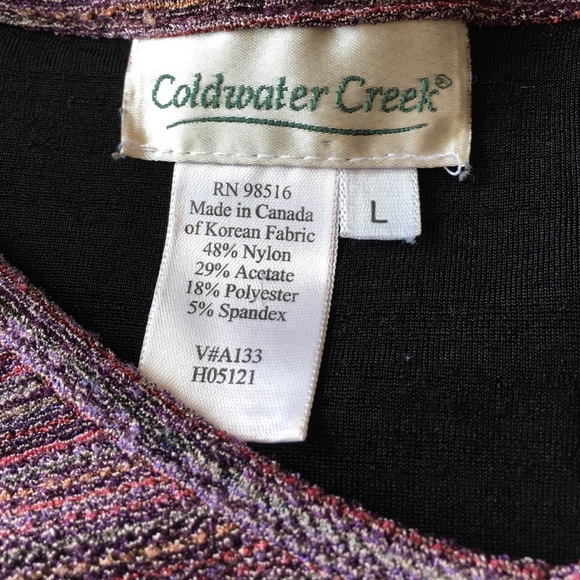 Coldwater Creek®
RN 98516
Made in Canada
of Korean Fabric
48% Nylon
29% Acetate
18% Polyester
5% Spandex
V#A133
H05121
L